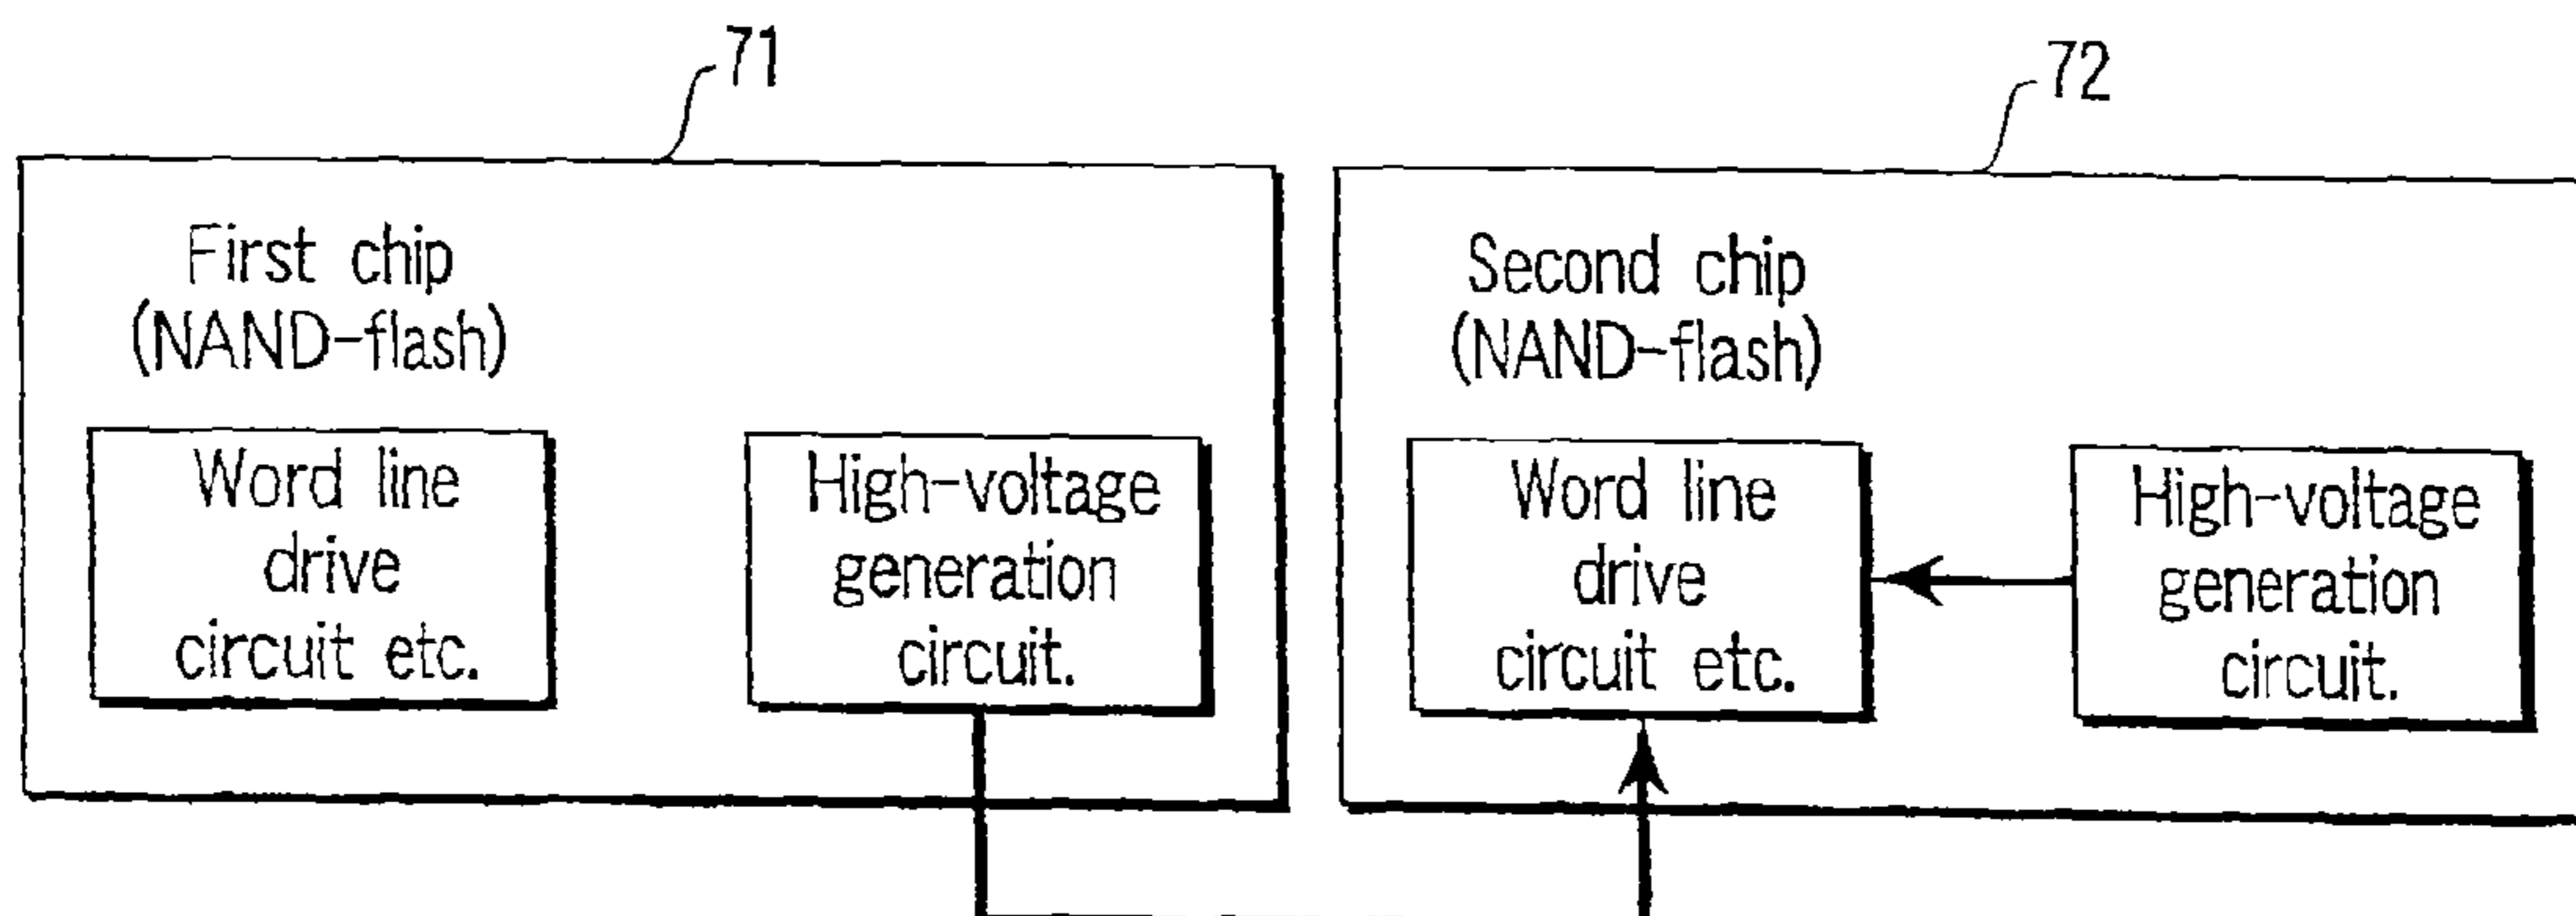 71
72
First chip
(NAND-flash)
Word line
drive
circuit etc.
High-voltage
generation
circuit.
Second chip
(NAND-flash)
Word line
drive
circuit etc.
High-voltage
generation
circuit.